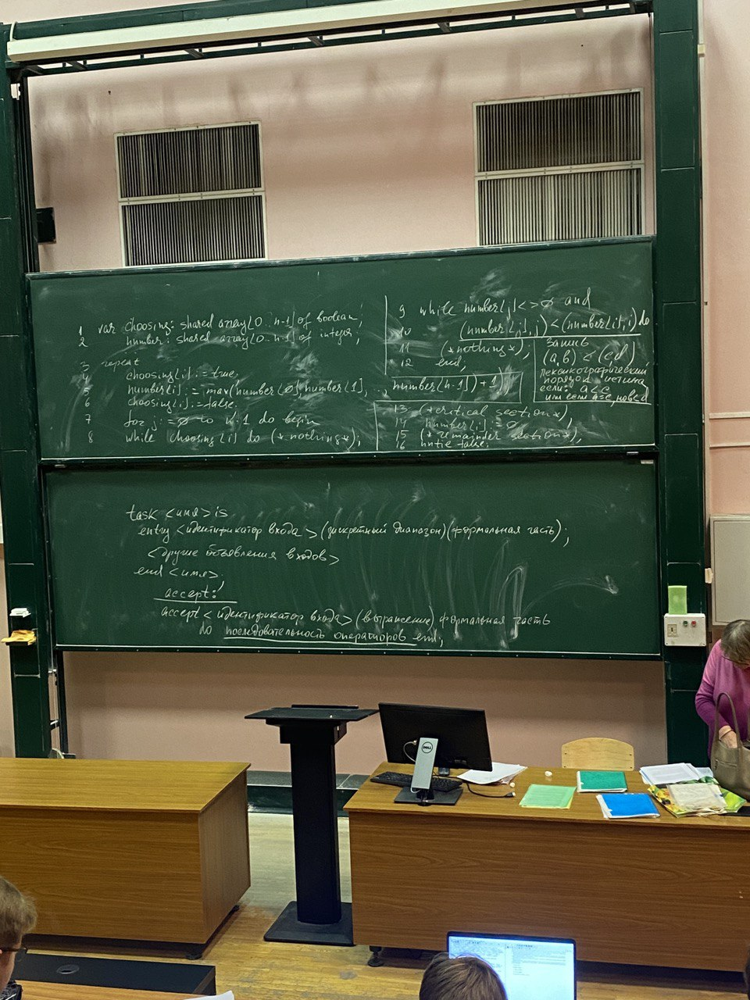 1 var choosing: shared array[0..n-1] of boolean;
2 number: shared array[0..n-1] of integer;
3 repeat
4 choosing[i]:=true;
5 number[i]:=max(number[∅], number[1], ..., number[n-1])+1;
6 choosing[i]:=false;
7 for j:=∅ to n-1 do begin
8 while choosing[j] do (*nothing*);
9 while number[j]<>∅ and
10 (number[j],j)<(number[i],i) do
11 (*nothing*);
12 end;
Запись
(a,b)<(c,d)
лексикографический
порядок - истина
если: a<c
или если a=c, но b<d
13 (*critical section*);
14 number[i]:=∅;
15 (*remainder section*);
16 until false;
task <имя> is
entry <идентификатор входа> (дискретный диапазон)(формальная часть);
<другие объявления входов>
end <имя>.
accept:
accept <идентификатор входа> (выражение) формальная часть
do последовательность операторов end;
DELL